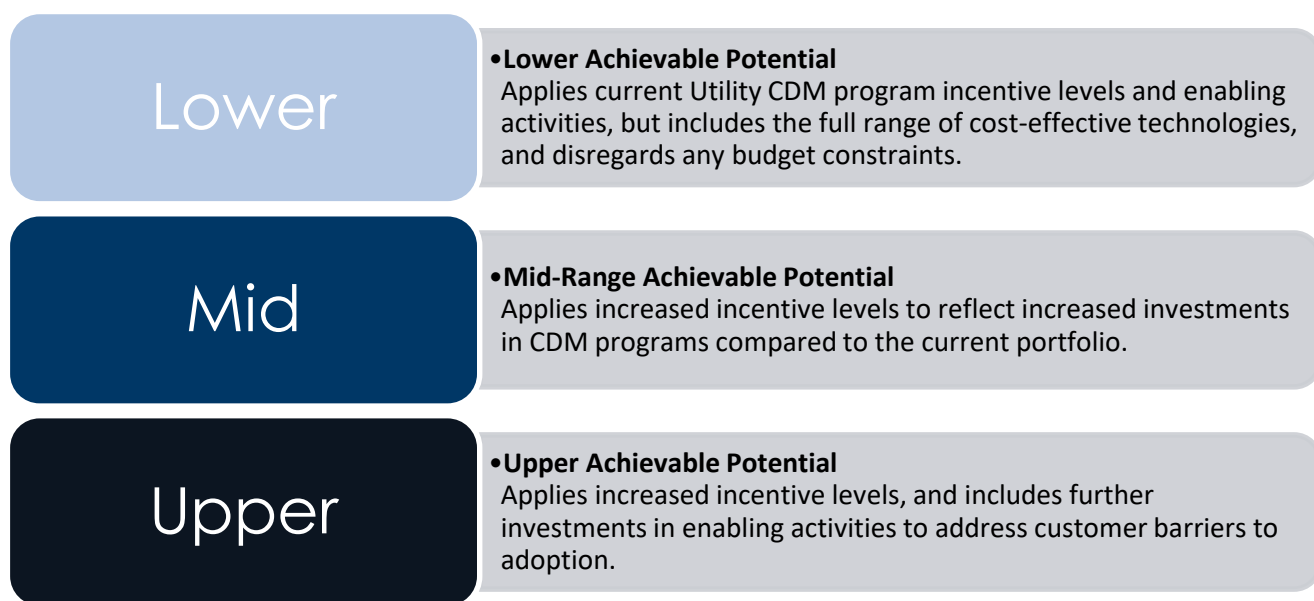 Lower
•Lower Achievable Potential
Applies current Utility CDM program incentive levels and enabling
activities, but includes the full range of cost-effective technologies,
and disregards any budget constraints.
Mid
•Mid-Range Achievable Potential
Applies increased incentive levels to reflect increased investments
in CDM programs compared to the current portfolio.
Upper
•Upper Achievable Potential
Applies increased incentive levels, and includes further
investments in enabling activities to address customer barriers to
adoption.